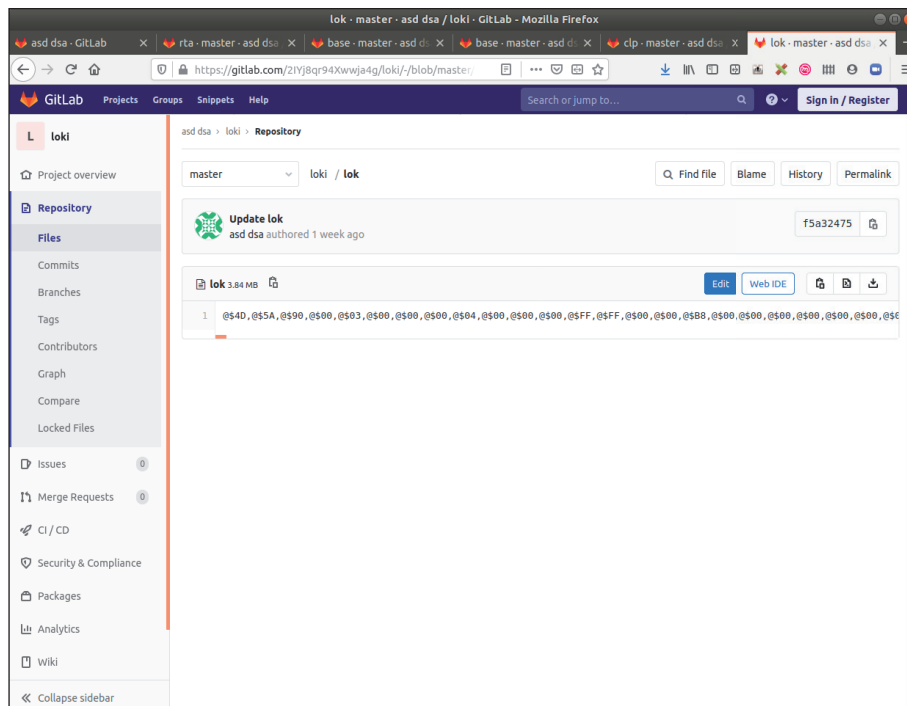 lok · master · asd dsa / loki · GitLab - Mozilla Firefox
asd dsa · GitLab
rta · master · asd dsa
base · master · asd ds
base · master · asd ds
clp · master · asd dsa
lok · master · asd dsa
https://gitlab.com/2IYj8qr94Xwwja4g/loki/-/blob/master/
GitLab Projects Groups Snippets Help
Search or jump to...
Sign in / Register
L loki
asd dsa > loki > Repository
Project overview
master
loki / lok
Find file
Blame
History
Permalink
Repository
Update lok
asd dsa authored 1 week ago
f5a32475
Files
Commits
lok 3.84 MB
Edit
Web IDE
Branches
1 @$4D,@$5A,@$90,@$00,@$03,@$00,@$00,@$00,@$04,@$00,@$00,@$00,@$FF,@$FF,@$00,@$00,@$B8,@$00,@$00,@$00,@$00,@$00,@$00,@$0
Tags
Contributors
Graph
Compare
Locked Files
Issues 0
Merge Requests 0
CI / CD
Security & Compliance
Packages
Analytics
Wiki
Collapse sidebar